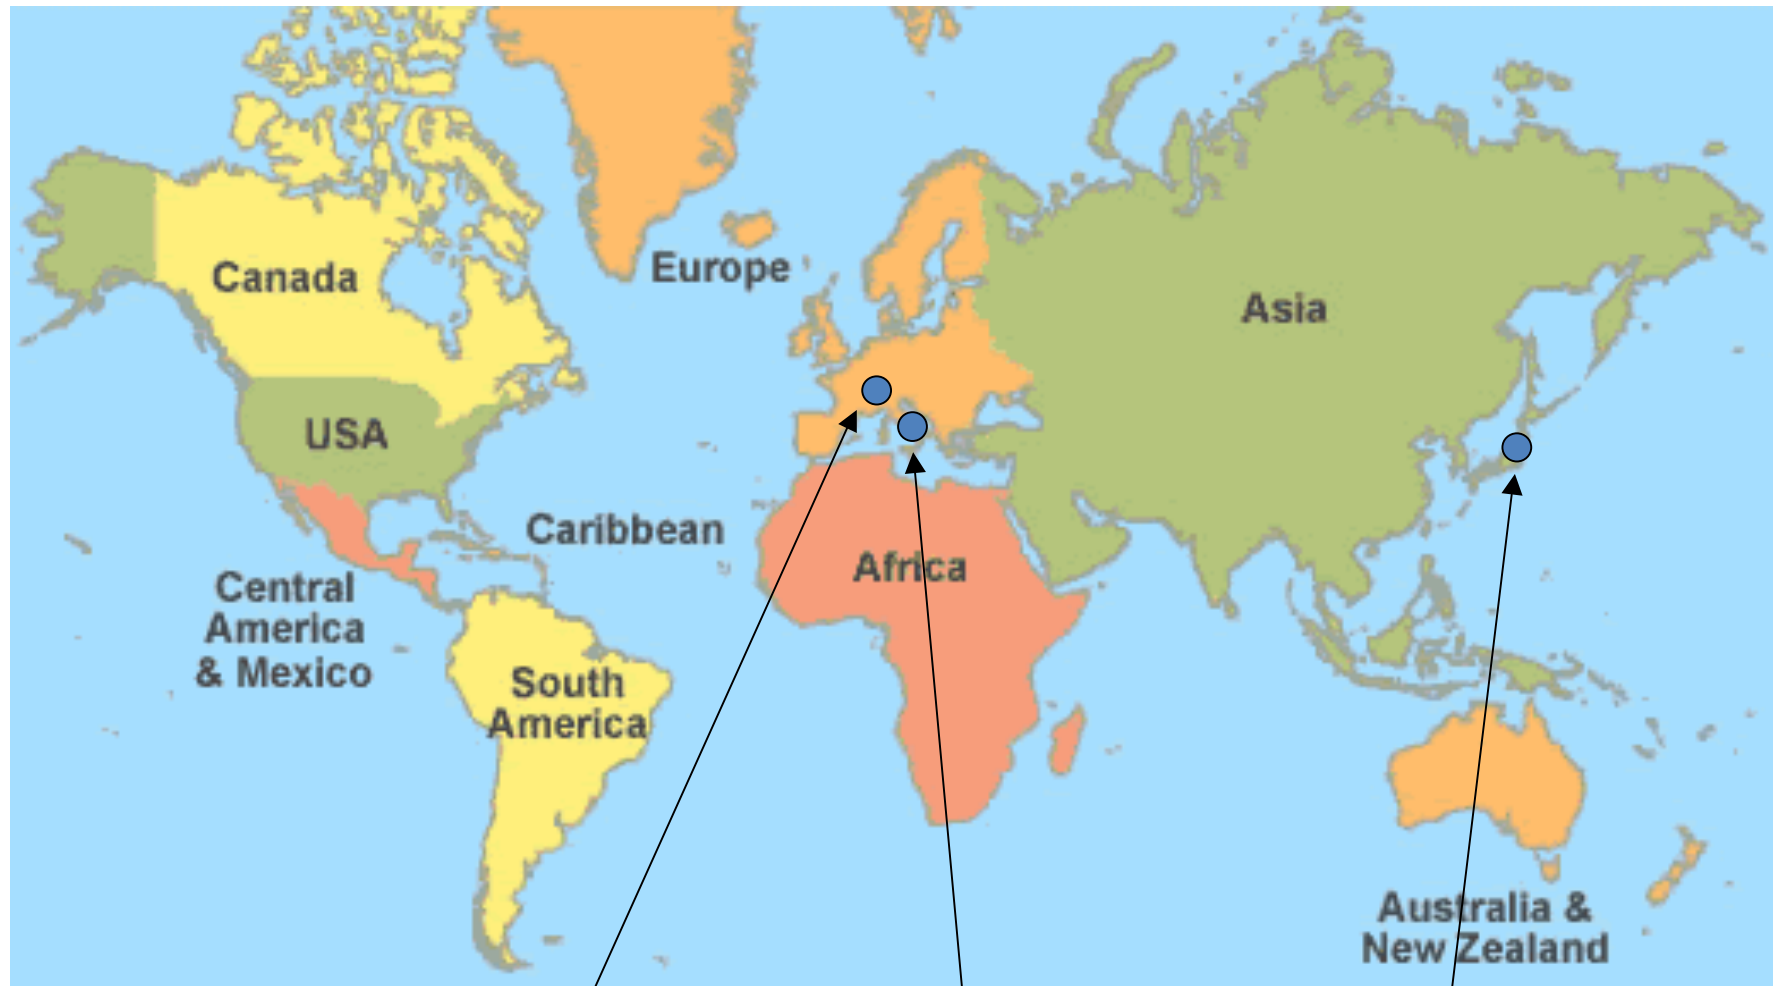 Canada
Europe
Asia
USA
Caribbean
Africa
Central
America
& Mexico
South
America
Australia &
New Zealand